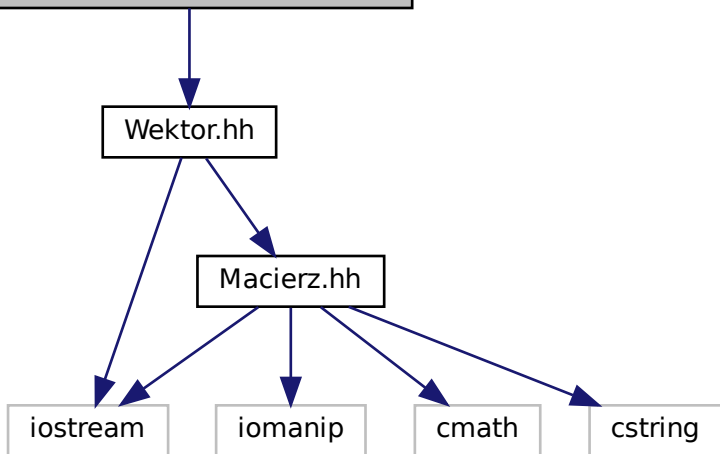 Wektor.hh
Macierz.hh
iostream
iomanip
cmath
cstring